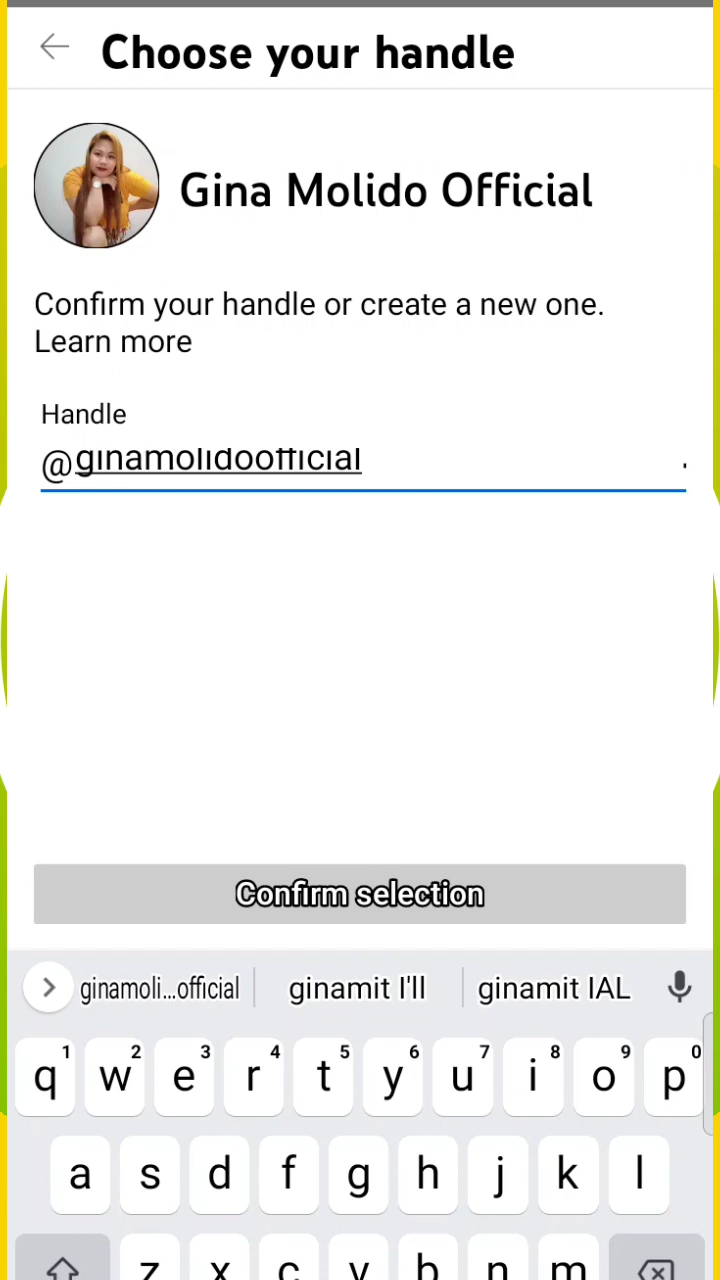 Choose your handle
Gina Molido Official
Confirm your handle or create a new one.
Learn more
Handle
@ginamolidoofficial
Confirm selection
ginamoli...official ginamit I'll ginamit IAL
1 2 3 4 5 6 7 8 9 0
q w e r t y u i o p
a s d f g h j k l
z x c v b n m